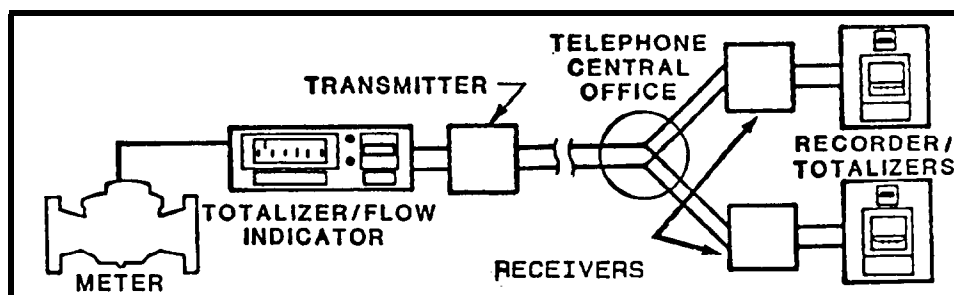 TELEPHONE
CENTRAL
OFFICE
TRANSMITTER
RECORDER/
TOTALIZERS
TOTALIZER/FLOW
INDICATOR
RECEIVERS
METER